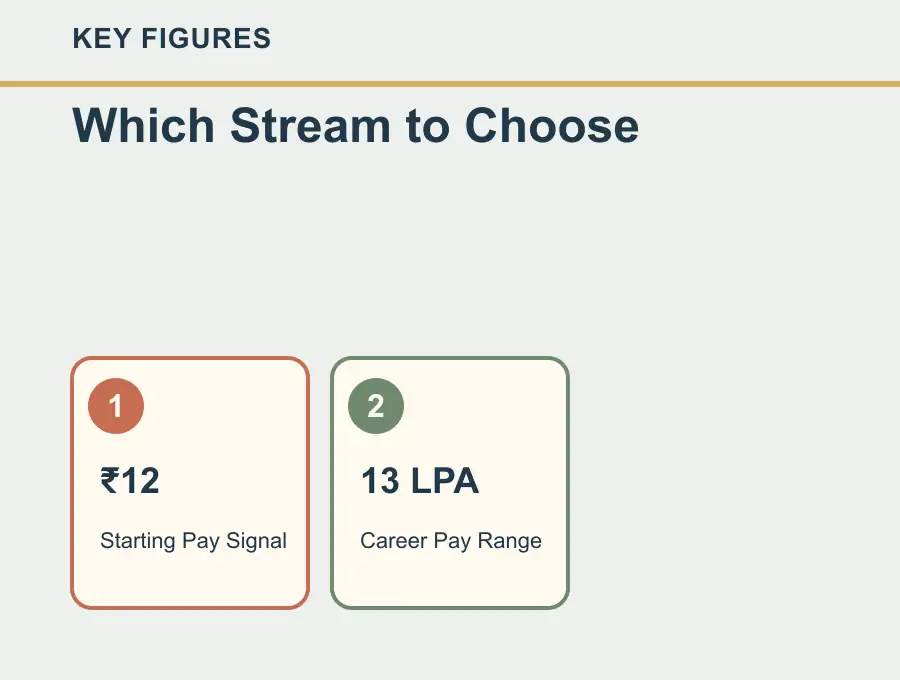 KEY FIGURES
Which Stream to Choose
1
₹12
Starting Pay Signal
2
13 LPA
Career Pay Range